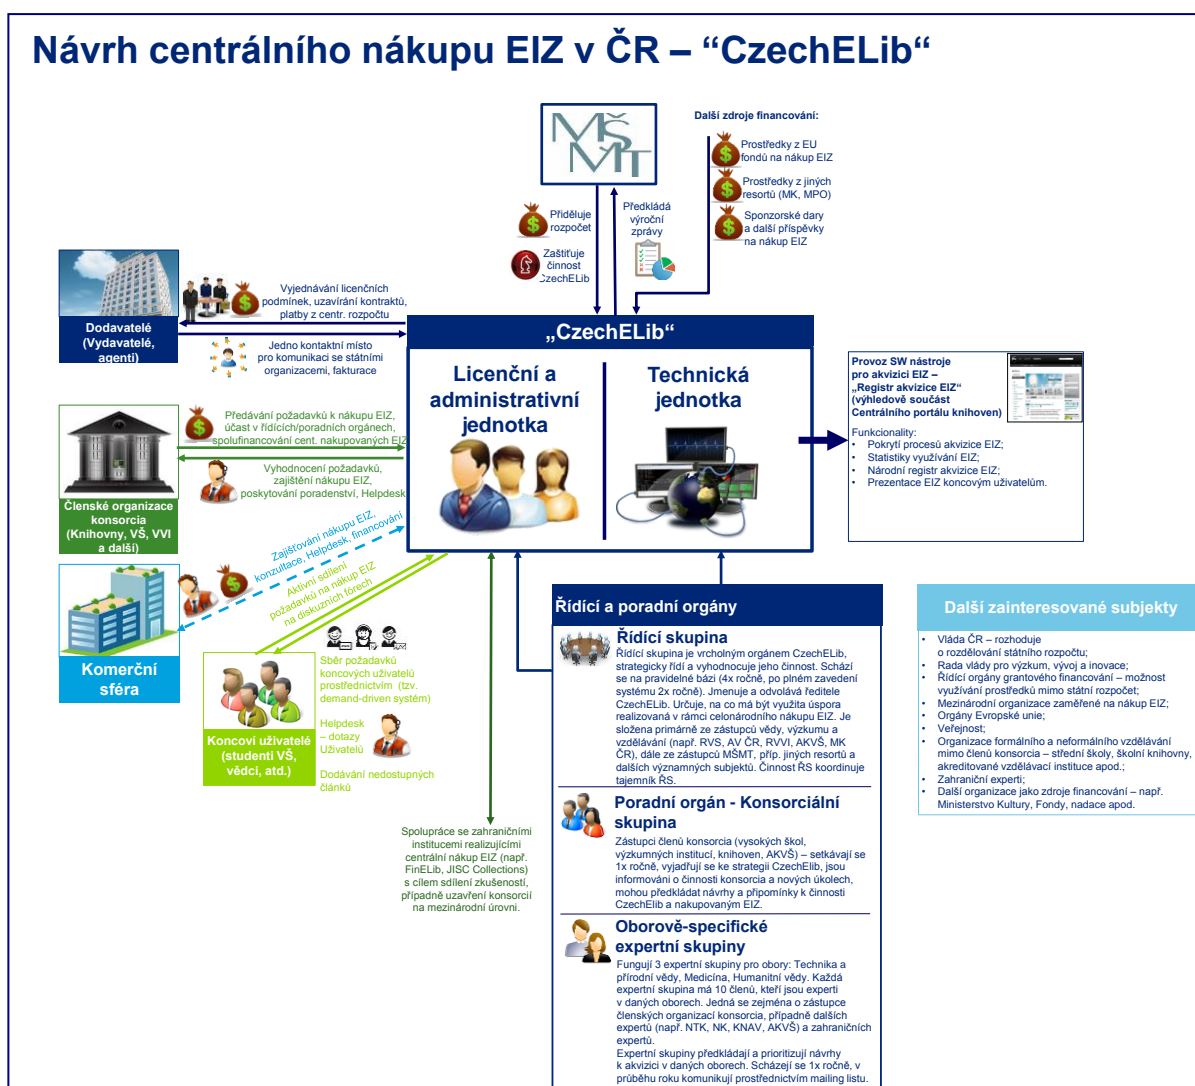 Návrh centrálního nákupu EIZ v ČR – “CzechELib“
MŠMT
Další zdroje financování:
Prostředky z EU
fondů na nákup EIZ
Prostředky z jiných
resortů (MK, MPO)
Sponzorské dary
a další příspěvky
na nákup EIZ
Přiděluje
rozpočet
Zaštiťuje
činnost
CzechELib
Předkládá
výroční
zprávy
Dodavatelé
(Vydavatelé,
agenti)
Vyjednávání licenčních
podmínek, uzavírání kontraktů,
platby z centr. rozpočtu
Jedno kontaktní místo
pro komunikaci se státními
organizacemi, fakturace
„CzechELib“
Licenční a
administrativní
jednotka
Technická
jednotka
Provoz SW nástroje
pro akvizici EIZ –
„Registr akvizice EIZ“
(výhledově součást
Centrálního portálu knihoven)
Funkcionality:
• Pokrytí procesů akvizice EIZ;
• Statistiky využívání EIZ;
• Národní registr akvizice EIZ;
• Prezentace EIZ koncovým uživatelům.
Členské organizace
konsorcia
(Knihovny, VŠ, VVI
a další)
Předávání požadavků k nákupu EIZ,
účast v řídících/poradních orgánech,
spolufinancování cent. nakupovaných EIZ
Vyhodnocení požadavků,
zajištění nákupu EIZ,
poskytování poradenství, Helpdesk
Komerční
sféra
Zajišťování nákupu EIZ,
konzultace, Helpdesk, financování
Aktivní sdílení
požadavků na nákup EIZ
na diskuzních fórech
Koncoví uživatelé
(studenti VŠ,
vědci, atd.)
Sběr požadavků
koncových uživatelů
prostřednictvím (tzv.
demand-driven systém)
Helpdesk
– dotazy
Uživatelů
Dodávání nedostupných
článků
Spolupráce se zahraničními
institucemi realizujícími
centrální nákup EIZ (např.
FinELib, JISC Collections)
s cílem sdílení zkušeností,
případně uzavření konsorcií
na mezinárodní úrovni.
Řídící a poradní orgány
Řídící skupina
Řídící skupina je vrcholným orgánem CzechELib,
strategicky řídí a vyhodnocuje jeho činnost. Schází
se na pravidelné bázi (4x ročně, po plném zavedení
systému 2x ročně). Jmenuje a odvolává ředitele
CzechELib. Určuje, na co má být využita úspora
realizovaná v rámci celonárodního nákupu EIZ. Je
složena primárně ze zástupců vědy, výzkumu a
vzdělávání (např. RVS, AV ČR, RVVI, AKVŠ, MK
ČR), dále ze zástupců MŠMT, příp. jiných resortů a
dalších významných subjektů. Činnost ŘS koordinuje
tajemník ŘS.
Poradní orgán - Konsorciální
skupina
Zástupci členů konsorcia (vysokých škol,
výzkumných institucí, knihoven, AKVŠ) – setkávají se
1x ročně, vyjadřují se ke strategii CzechElib, jsou
informováni o činnosti konsorcia a nových úkolech,
mohou předkládat návrhy a připomínky k činnosti
CzechElib a nakupovaným EIZ.
Oborově-specifické
expertní skupiny
Fungují 3 expertní skupiny pro obory: Technika a
přírodní vědy, Medicína, Humanitní vědy. Každá
expertní skupina má 10 členů, kteří jsou experti
v daných oborech. Jedná se zejména o zástupce
členských organizací konsorcia, případně dalších
expertů (např. NTK, NK, KNAV, AKVŠ) a zahraničních
expertů.
Expertní skupiny předkládají a prioritizují návrhy
k akvizici v daných oborech. Scházejí se 1x ročně, v
průběhu roku komunikují prostřednictvím mailing listu.
Další zainteresované subjekty
• Vláda ČR – rozhoduje
o rozdělování státního rozpočtu;
• Rada vlády pro výzkum, vývoj a inovace;
• Řídící orgány grantového financování – možnost
využívání prostředků mimo státní rozpočet;
• Mezinárodní organizace zaměřené na nákup EIZ;
• Orgány Evropské unie;
• Veřejnost;
• Organizace formálního a neformálního vzdělávání
mimo členů konsorcia – střední školy, školní knihovny,
akreditované vzdělávací instituce apod.;
• Zahraniční experti;
• Další organizace jako zdroje financování – např.
Ministerstvo Kultury, Fondy, nadace apod.